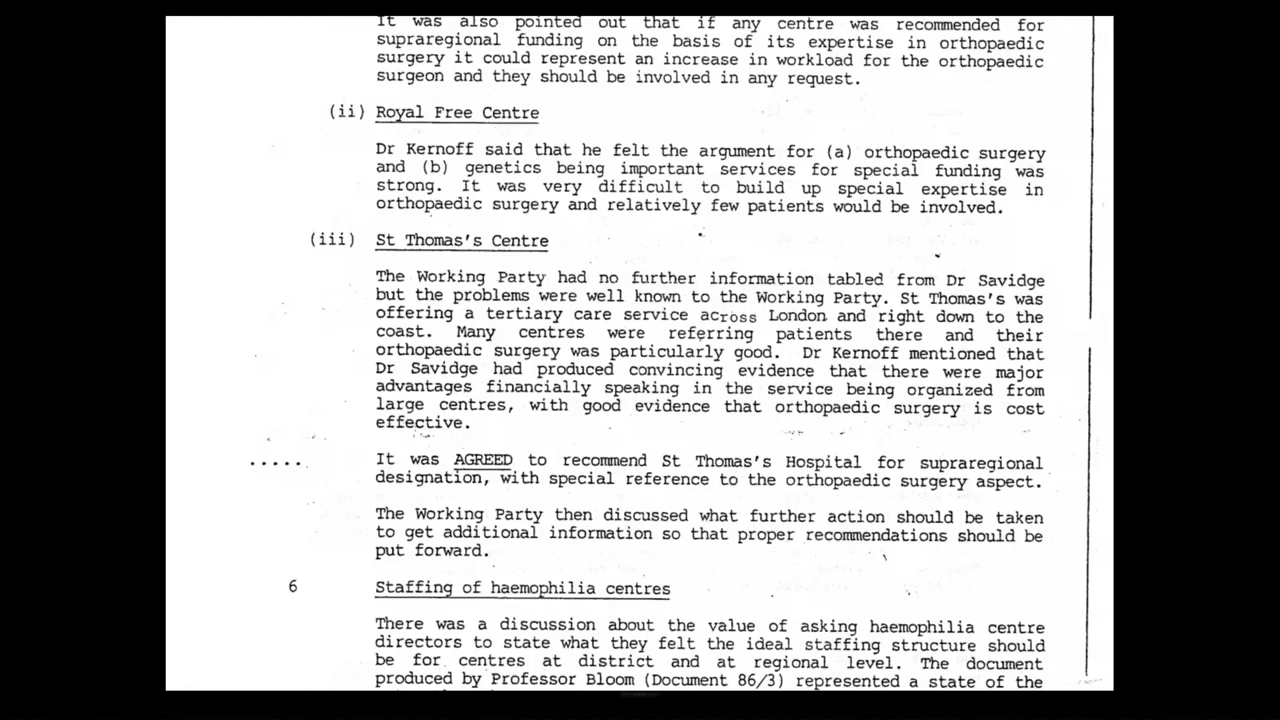 It was also pointed out that if any centre was recommended for
supraregional funding on the basis of its expertise in orthopaedic
surgery it could represent an increase in workload for the orthopaedic
surgeon and they should be involved in any request.
(ii) Royal Free Centre
Dr Kernoff said that he felt the argument for (a) orthopaedic surgery
and (b) genetics being important services for special funding was
strong. It was very difficult to build up special expertise in
orthopaedic surgery and relatively few patients would be involved.
(iii) St Thomas's Centre
The Working Party had no further information tabled from Dr Savidge
but the problems were well known to the Working Party. St Thomas's was
offering a tertiary care service across London and right down to the
coast. Many centres were referring patients there and their
orthopaedic surgery was particularly good. Dr Kernoff mentioned that
Dr Savidge had produced convincing evidence that there were major
advantages financially speaking in the service being organized from
large centres, with good evidence that orthopaedic surgery is cost
effective.
..... It was AGREED to recommend St Thomas's Hospital for supraregional
designation, with special reference to the orthopaedic surgery aspect.
The Working Party then discussed what further action should be taken
to get additional information so that proper recommendations should be
put forward.
6 Staffing of haemophilia centres
There was a discussion about the value of asking haemophilia centre
directors to state what they felt the ideal staffing structure should
be for centres at district and at regional level. The document
produced by Professor Bloom (Document 86/3) represented a state of the